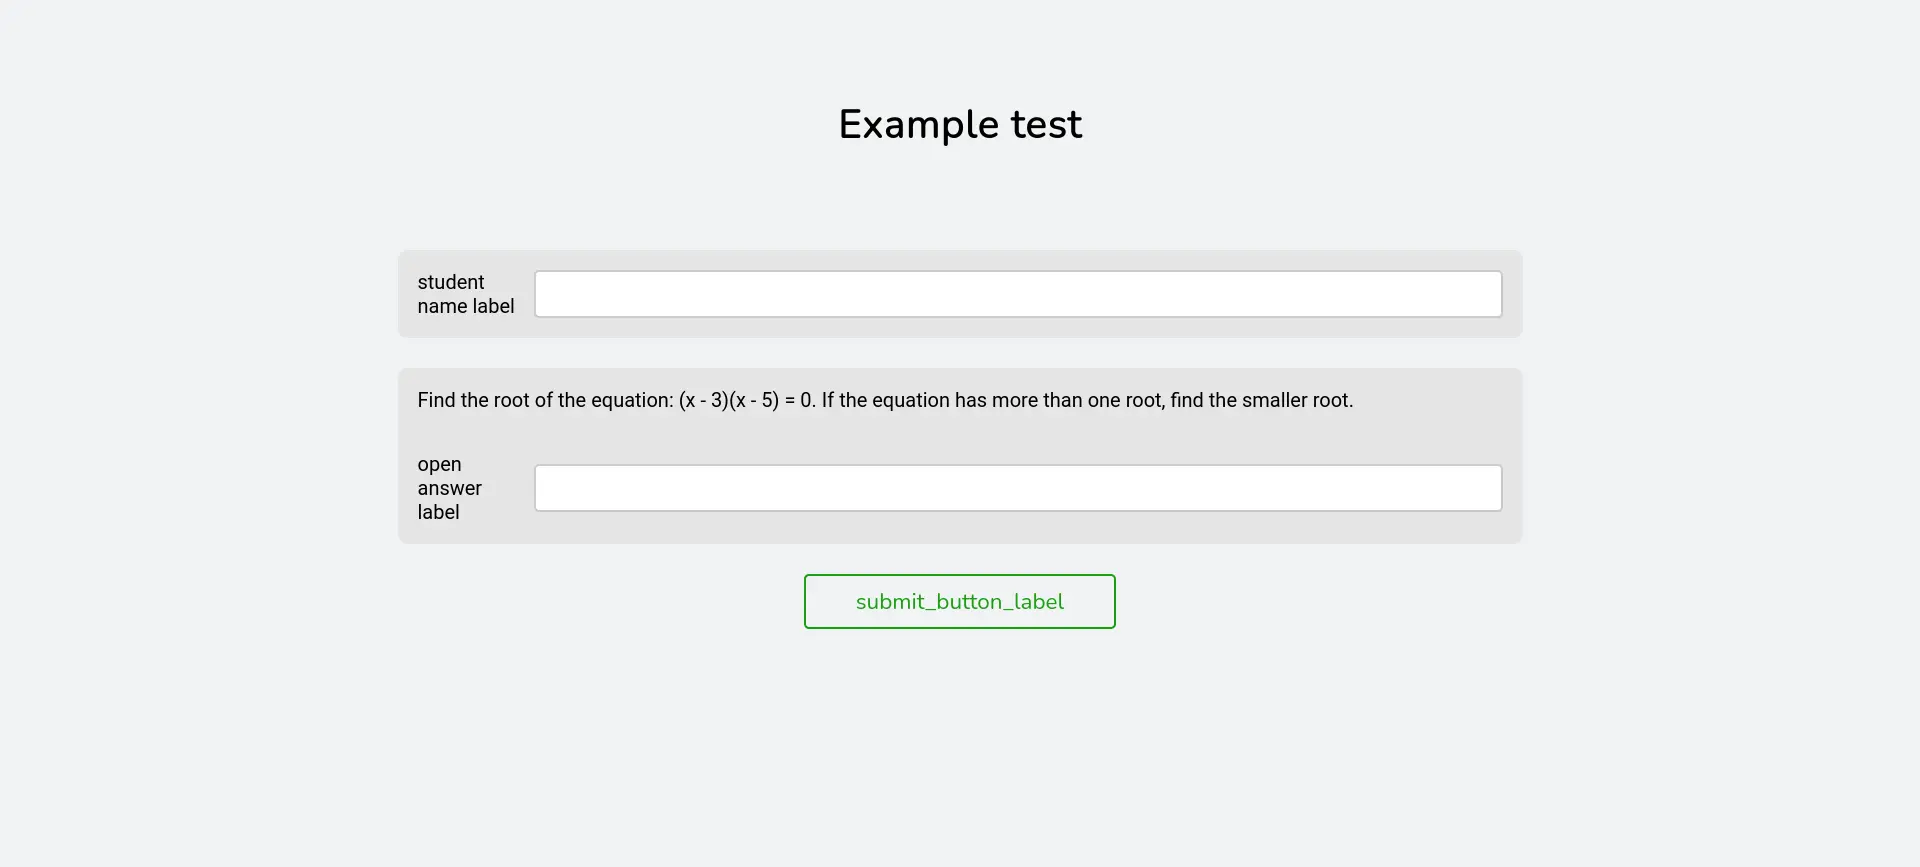 Example test
student
name label
Find the root of the equation: (x - 3)(x - 5) = 0. If the equation has more than one root, find the smaller root.
open
answer
label
submit_button_label